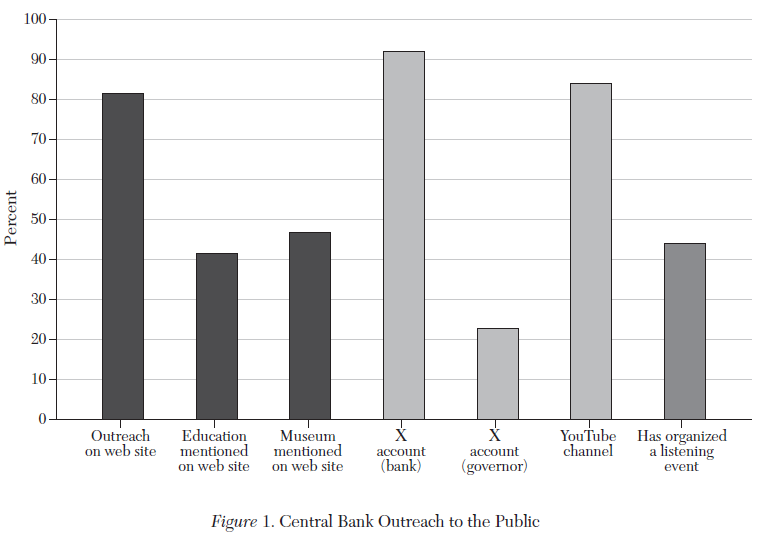 100
90
80
70
60
50
40
30
20
10
0
Percent
Outreach
on web site
Education
mentioned
on web site
Museum
mentioned
on web site
X
account
(bank)
X
account
(governor)
YouTube
channel
Has organized
a listening
event
Figure 1. Central Bank Outreach to the Public